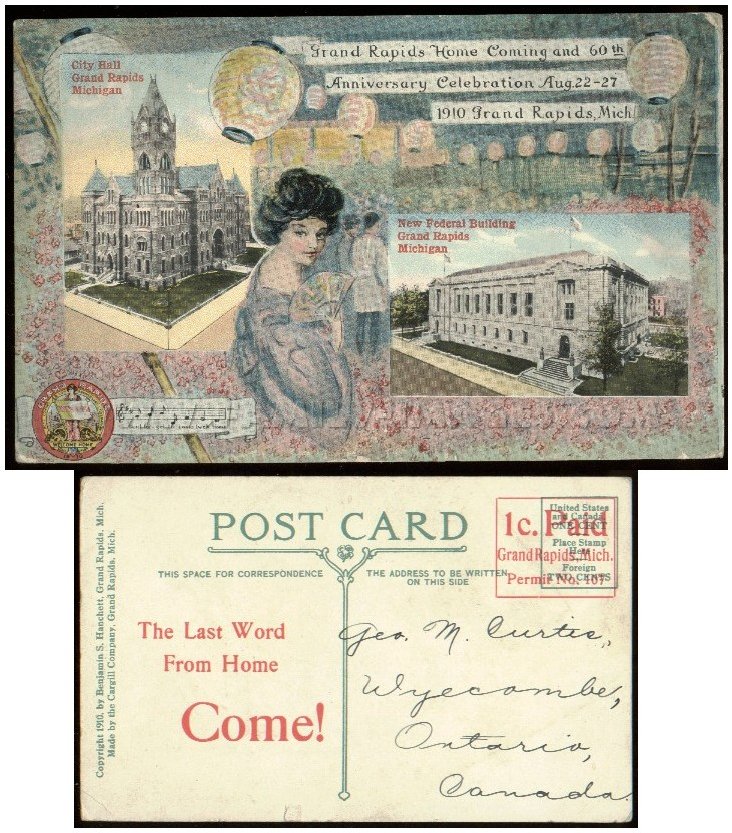 Grand Rapids Home Coming and 60th
Anniversary Celebration Aug. 22-27
1910 Grand Rapids, Mich
City Hall
Grand Rapids
Michigan
New Federal Building
Grand Rapids
Michigan
POST CARD
THIS SPACE FOR CORRESPONDENCE
THE ADDRESS TO BE WRITTEN
ON THIS SIDE
1c. Paid
Grand Rapids, Mich.
Permit No. 167
United States
and Canada
ONE CENT
Place Stamp
Here
Foreign
TWO CENTS
The Last Word
From Home
Come!
Geo. M. Curtis,
Wyecombe,
Ontario,
Canada.
Copyright 1910, by Benjamin S. Hanchett, Grand Rapids, Mich.
Made by the Cargill Company, Grand Rapids, Mich.